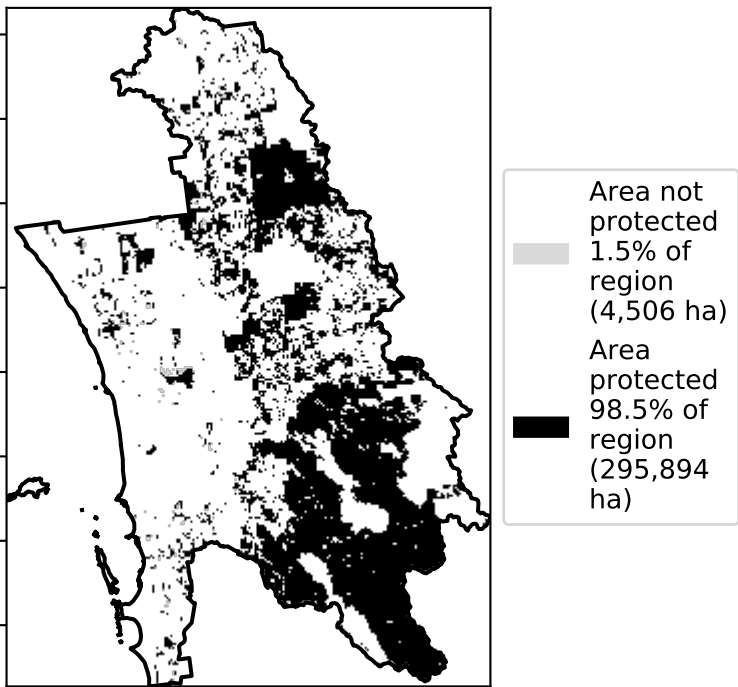 Area not
protected
1.5% of
region
(4,506 ha)
Area
protected
98.5% of
region
(295,894
ha)